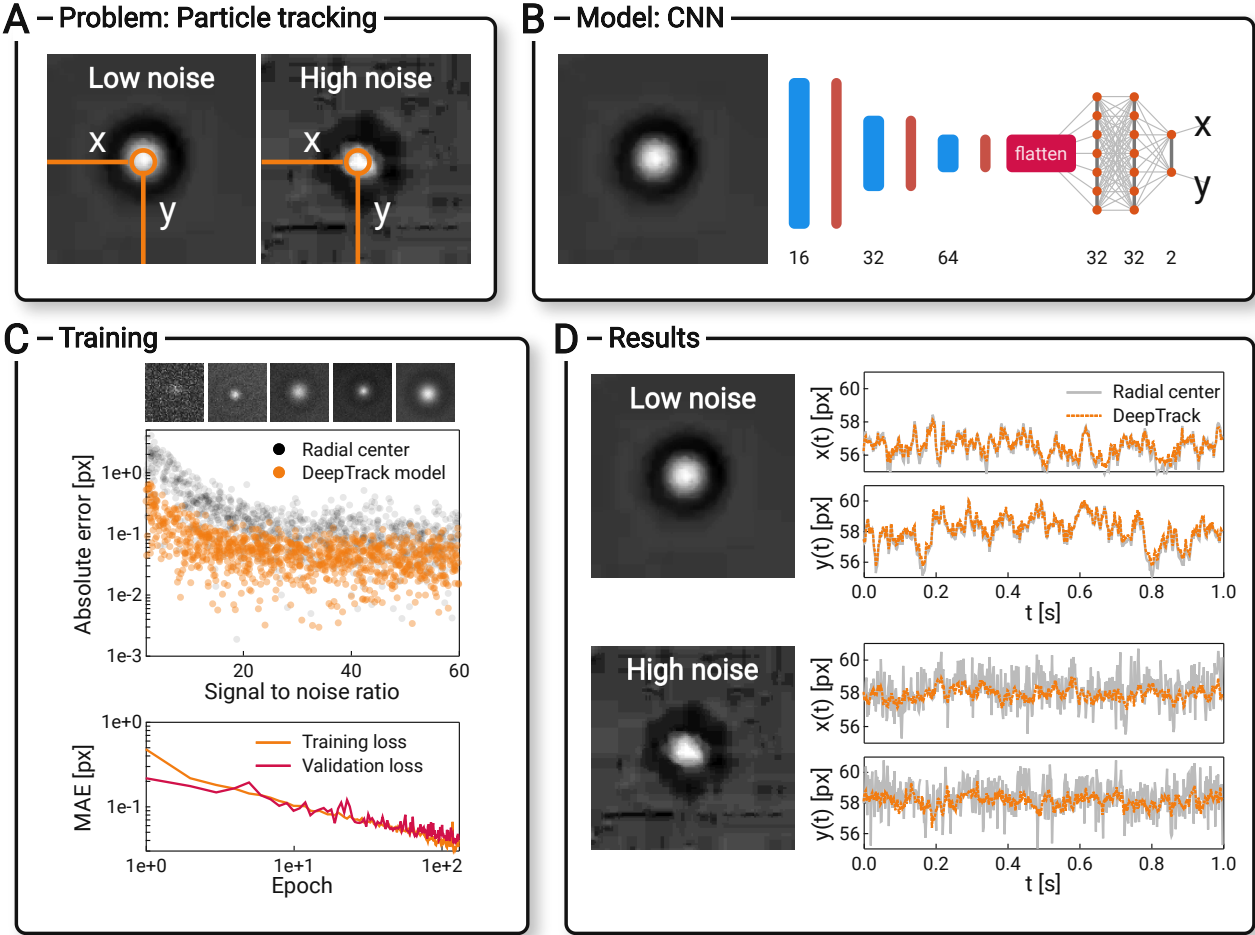 A – Problem: Particle tracking
Low noise
x
y
High noise
x
y
B – Model: CNN
flatten
x
y
16 32 64 32 32 2
C – Training
Radial center
DeepTrack model
Absolute error [px]
1e+0
1e-1
1e-2
1e-3
20 40 60
Signal to noise ratio
Training loss
Validation loss
MAE [px]
1e+0
1e-1
1e+0 1e+1 1e+2
Epoch
D – Results
Low noise
Radial center
DeepTrack
x(t) [px]
60
58
56
y(t) [px]
60
58
56
0.0 0.2 0.4 0.6 0.8 1.0
t [s]
High noise
x(t) [px]
60
58
56
y(t) [px]
60
58
56
0.0 0.2 0.4 0.6 0.8 1.0
t [s]